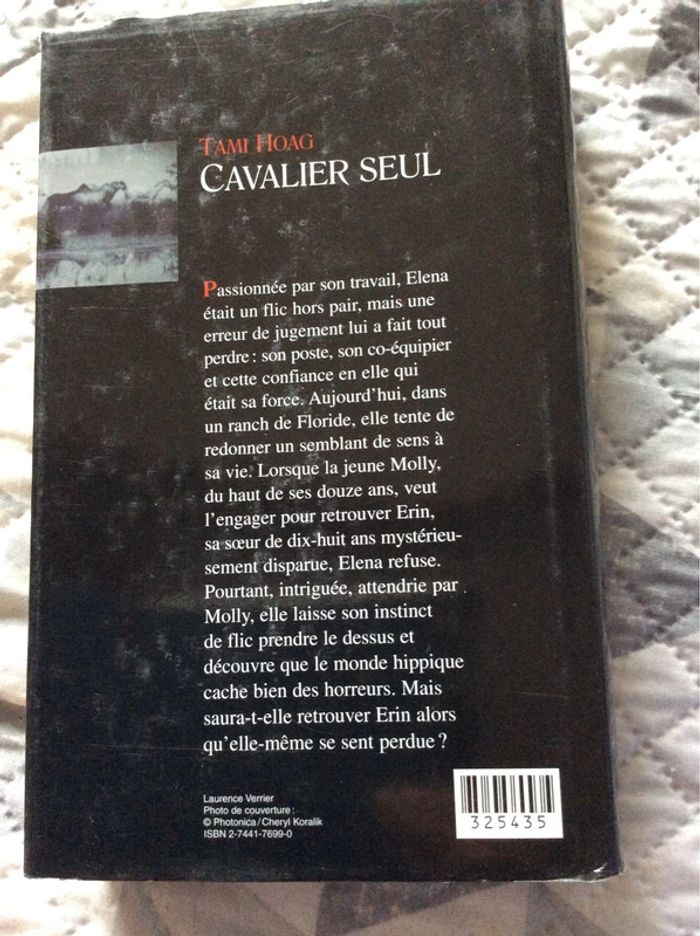 TAMI HOAG
CAVALIER SEUL
Passionnée par son travail, Elena
était un flic hors pair, mais une
erreur de jugement lui a fait tout
perdre : son poste, son co-équipier
et cette confiance en elle qui
était sa force. Aujourd'hui, dans
un ranch de Floride, elle tente de
redonner un semblant de sens à
sa vie. Lorsque la jeune Molly,
du haut de ses douze ans, veut
l'engager pour retrouver Erin,
sa sœur de dix-huit ans mystérieu-
sement disparue, Elena refuse.
Pourtant, intriguée, attendrie par
Molly, elle laisse son instinct
de flic prendre le dessus et
découvre que le monde hippique
cache bien des horreurs. Mais
saura-t-elle retrouver Erin alors
qu'elle-même se sent perdue ?
Laurence Verrier
Photo de couverture :
© Photonica / Cheryl Koralik
ISBN 2-7441-7699-0
325435